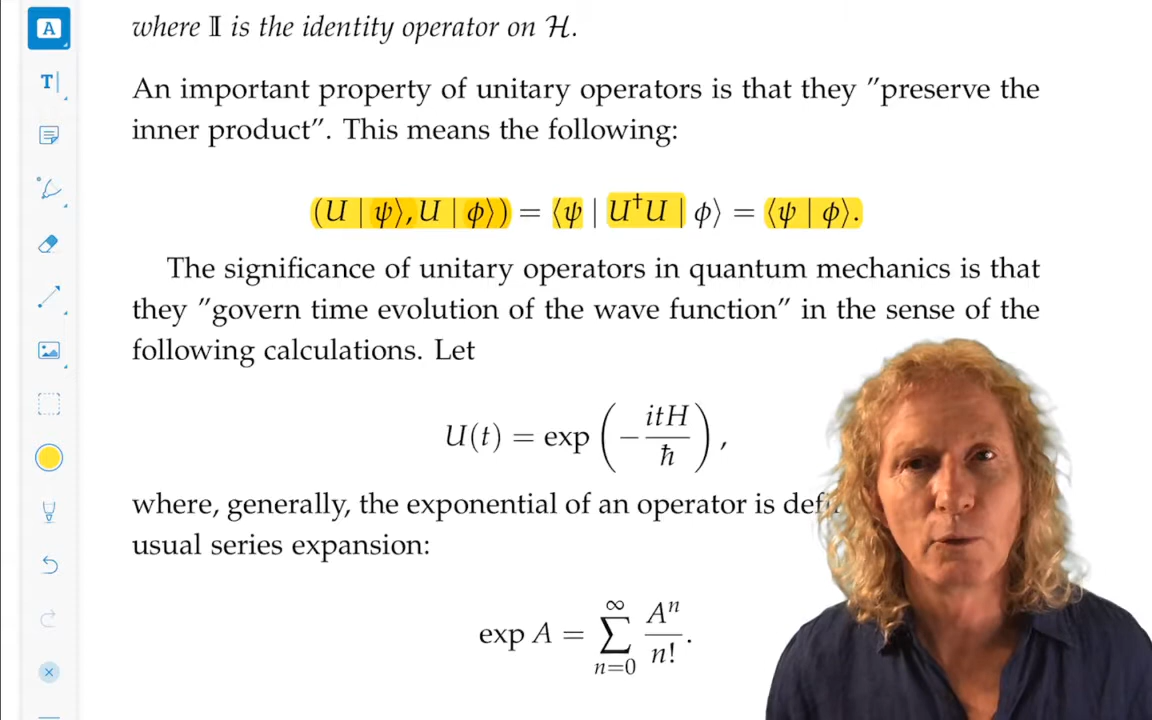 where 𝕀 is the identity operator on ℋ.
An important property of unitary operators is that they ”preserve the
inner product”. This means the following:
(U | ψ⟩, U | ϕ⟩) = ⟨ψ | U†U | ϕ⟩ = ⟨ψ | ϕ⟩.
The significance of unitary operators in quantum mechanics is that
they ”govern time evolution of the wave function” in the sense of the
following calculations. Let
U(t) = exp (− itH / ħ),
where, generally, the exponential of an operator is
usual series expansion:
exp A = ∑_{n=0}^{∞} Aⁿ / n! .
A
T